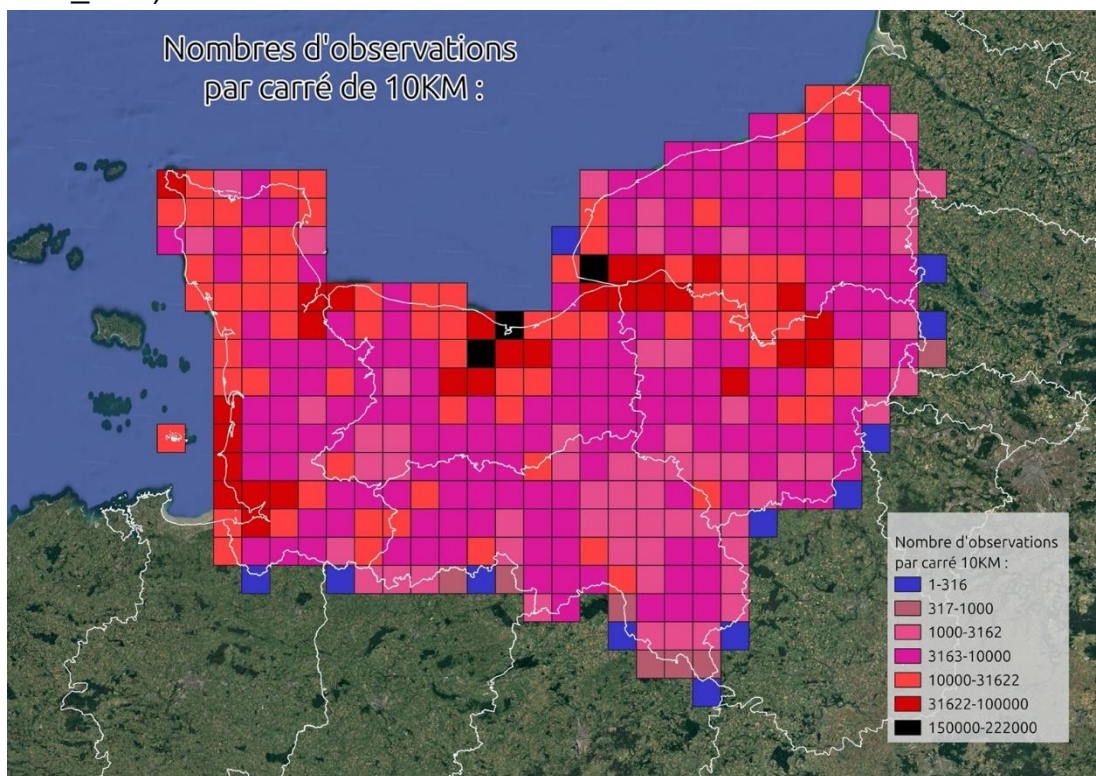 Nombres d'observations
par carré de 10KM :
Nombre d'observations
par carré 10KM :
1-316
317-1000
1000-3162
3163-10000
10000-31622
31622-100000
150000-222000